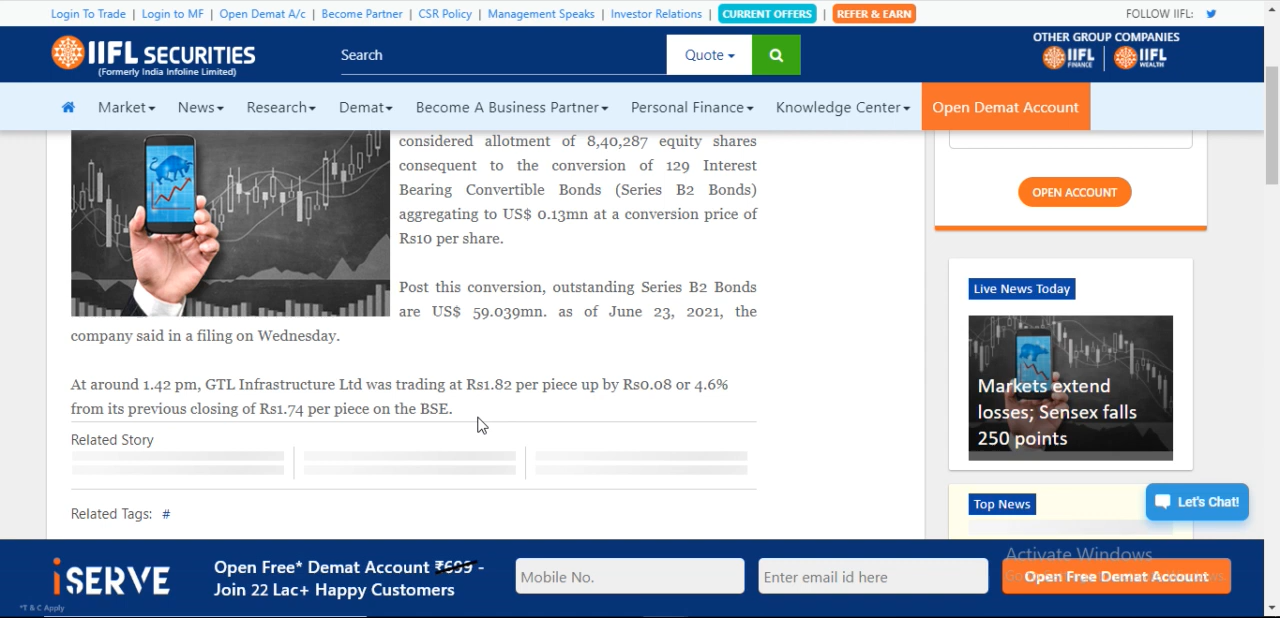 Login To Trade | Login to MF | Open Demat A/c | Become Partner | CSR Policy | Management Speaks | Investor Relations | CURRENT OFFERS | REFER & EARN FOLLOW IIFL:
IIFL SECURITIES
(Formerly India Infoline Limited)
Search
Quote
OTHER GROUP COMPANIES
IIFL FINANCE | IIFL WEALTH
Market News Research Demat Become A Business Partner Personal Finance Knowledge Center Open Demat Account
considered allotment of 8,40,287 equity shares
consequent to the conversion of 129 Interest
Bearing Convertible Bonds (Series B2 Bonds)
aggregating to US$ 0.13mn at a conversion price of
Rs10 per share.
Post this conversion, outstanding Series B2 Bonds
are US$ 59.039mn. as of June 23, 2021, the
company said in a filing on Wednesday.
At around 1.42 pm, GTL Infrastructure Ltd was trading at Rs1.82 per piece up by Rs0.08 or 4.6%
from its previous closing of Rs1.74 per piece on the BSE.
Related Story
Related Tags: #
OPEN ACCOUNT
Live News Today
Markets extend
losses; Sensex falls
250 points
Top News
Let's Chat!
Activate Windows
iSERVE
*T & C Apply
Open Free* Demat Account ₹699 -
Join 22 Lac+ Happy Customers
Mobile No.
Enter email id here
Open Free Demat Account